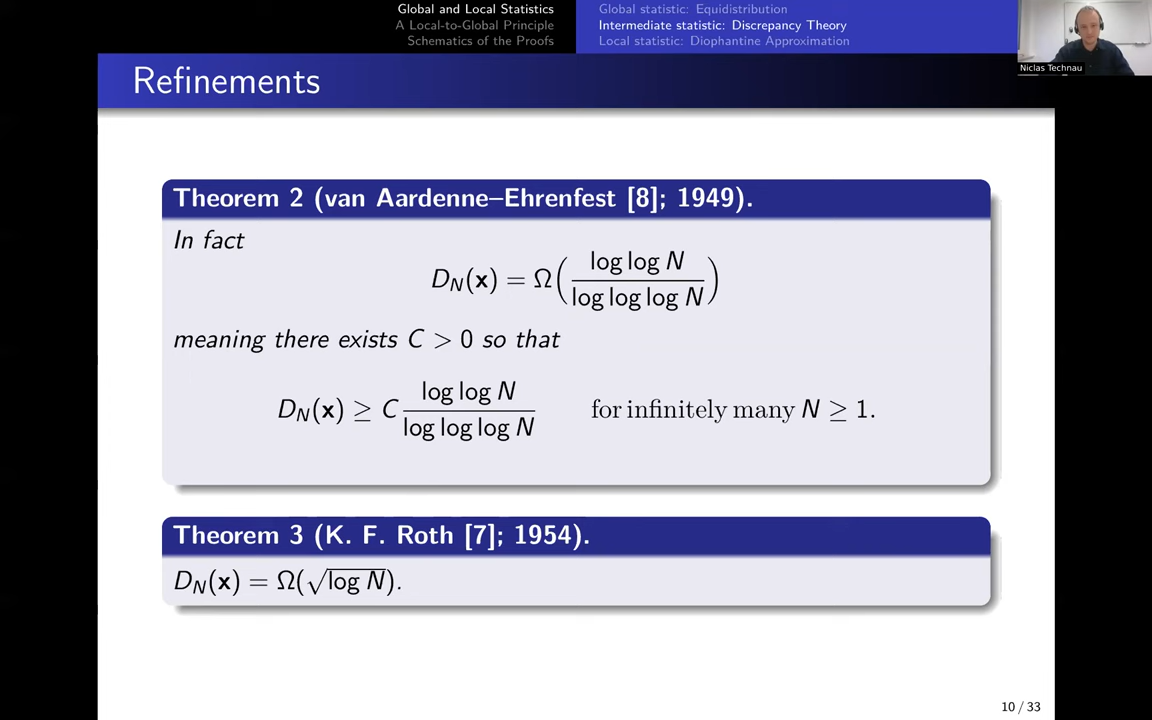 Global and Local Statistics
A Local-to-Global Principle
Schematics of the Proofs
Global statistic: Equidistribution
Intermediate statistic: Discrepancy Theory
Local statistic: Diophantine Approximation
Niclas Technau
Refinements
Theorem 2 (van Aardenne–Ehrenfest [8]; 1949).
In fact
D_N(x) = Ω(log log N / log log log N)
meaning there exists C > 0 so that
D_N(x) ≥ C log log N / log log log N for infinitely many N ≥ 1.
Theorem 3 (K. F. Roth [7]; 1954).
D_N(x) = Ω(√log N).
10 / 33